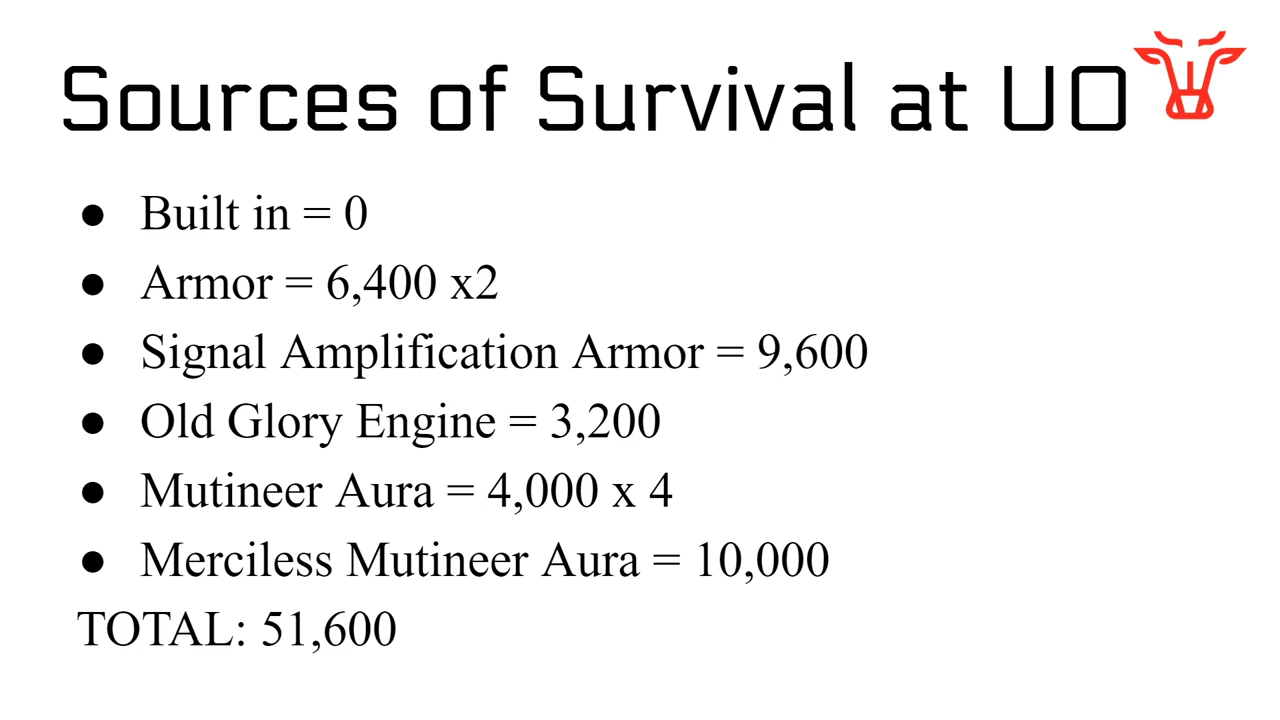 Sources of Survival at UO
● Built in = 0
● Armor = 6,400 x2
● Signal Amplification Armor = 9,600
● Old Glory Engine = 3,200
● Mutineer Aura = 4,000 x 4
● Merciless Mutineer Aura = 10,000
TOTAL: 51,600